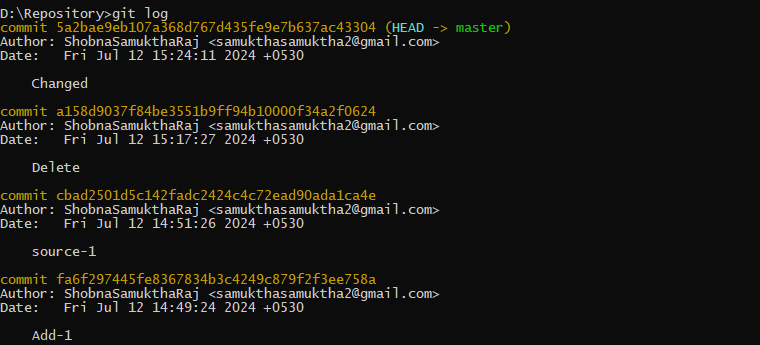 D:\Repository>git log
commit 5a2bae9eb107a368d767d435fe9e7b637ac43304 (HEAD -> master)
Author: ShobnaSamukthaRaj <samukthasamuktha2@gmail.com>
Date:   Fri Jul 12 15:24:11 2024 +0530
Changed
commit a158d9037f84be3551b9ff94b10000f34a2f0624
Author: ShobnaSamukthaRaj <samukthasamuktha2@gmail.com>
Date:   Fri Jul 12 15:17:27 2024 +0530
Delete
commit cbad2501d5c142fadc2424c4c72ead90ada1ca4e
Author: ShobnaSamukthaRaj <samukthasamuktha2@gmail.com>
Date:   Fri Jul 12 14:51:26 2024 +0530
source-1
commit fa6f297445fe8367834b3c4249c879f2f3ee758a
Author: ShobnaSamukthaRaj <samukthasamuktha2@gmail.com>
Date:   Fri Jul 12 14:49:24 2024 +0530
Add-1